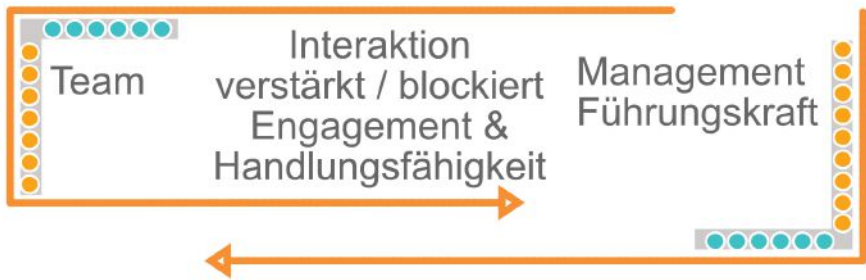 Team
Interaktion
verstärkt / blockiert
Engagement &
Handlungsfähigkeit
Management
Führungskraft